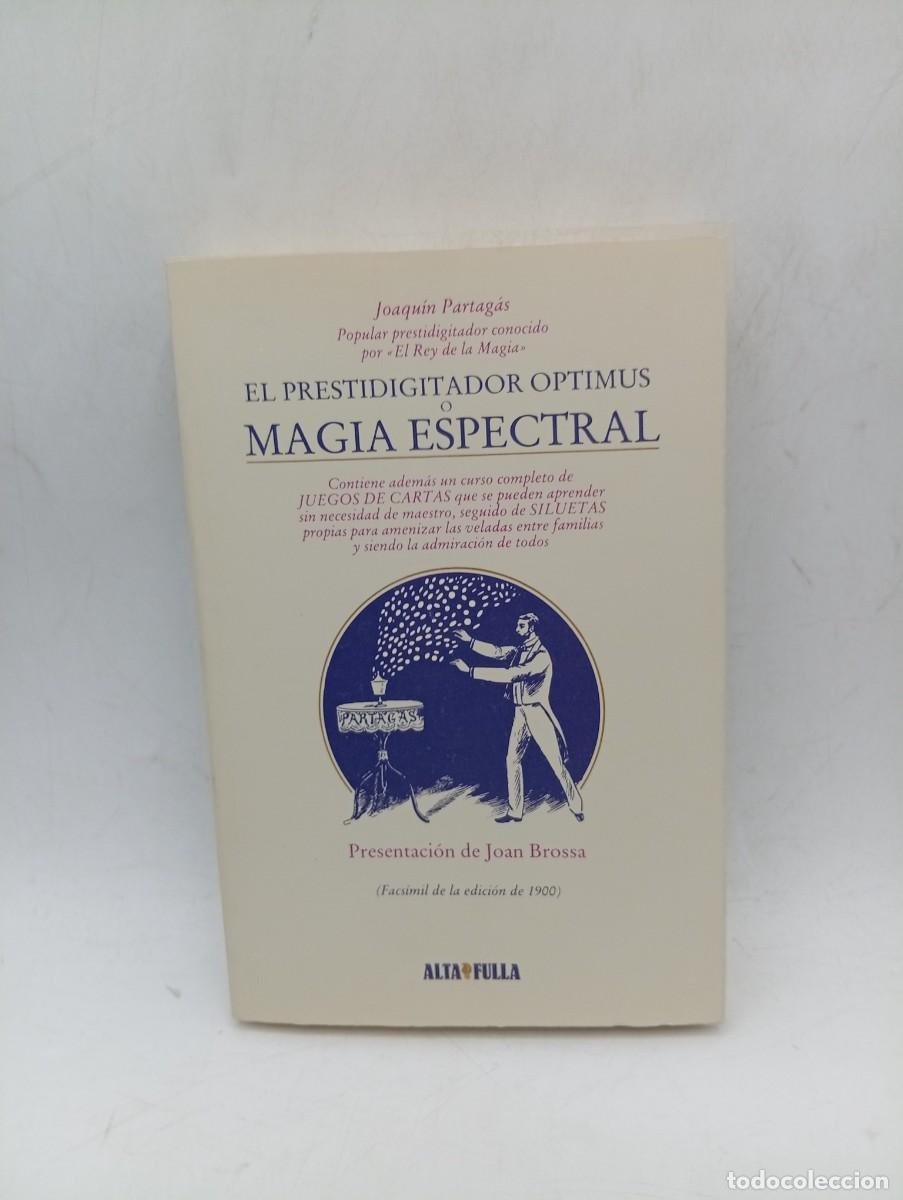 Joaquín Partagás
Popular prestidigitador conocido
por «El Rey de la Magia»
EL PRESTIDIGITADOR OPTIMUS
O
MAGIA ESPECTRAL
Contiene además un curso completo de
JUEGOS DE CARTAS que se pueden aprender
sin necesidad de maestro, seguido de SILUETAS
propias para amenizar las veladas entre familias
y siendo la admiración de todos
PARTAGAS
Presentación de Joan Brossa
(Facsímil de la edición de 1900)
ALTA FULLA
todocoleccion